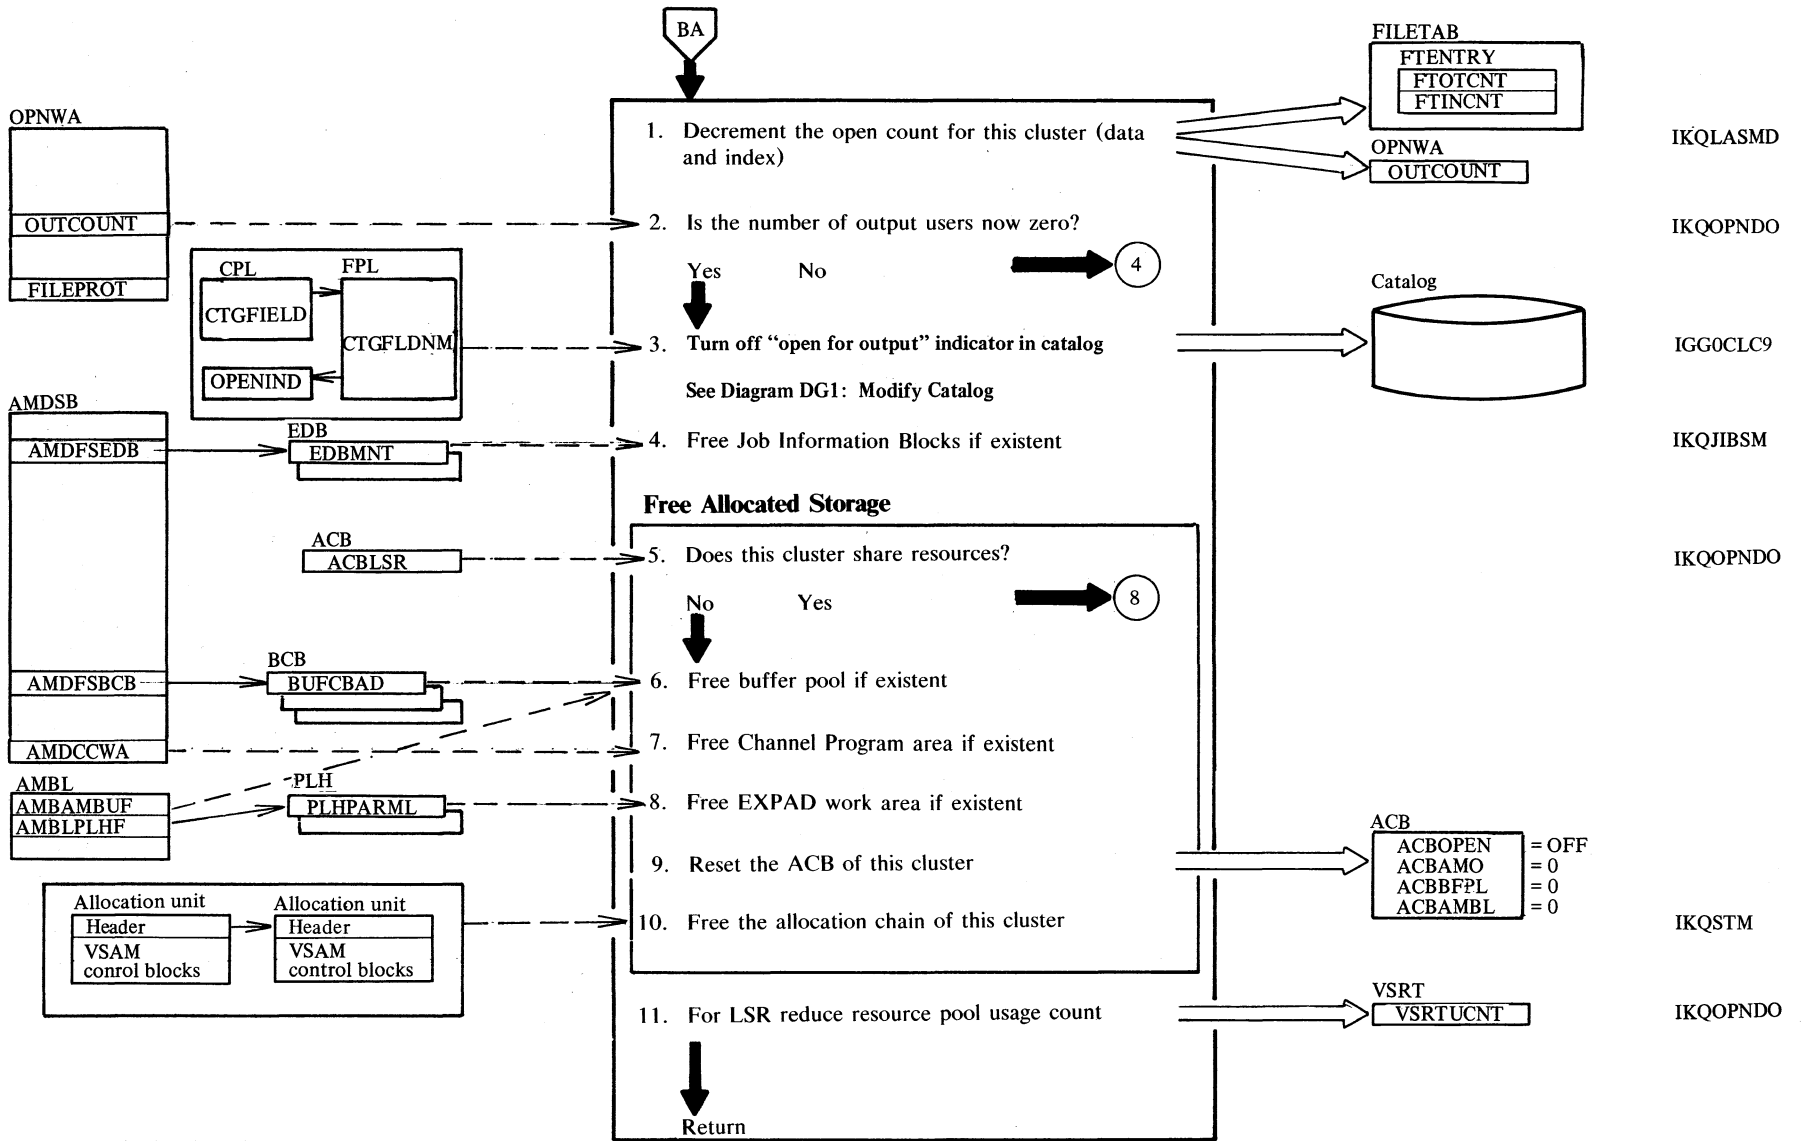 BA
FILETAB
FTENTRY
FTOTCNT
FTINCNT
OPNWA
1. Decrement the open count for this cluster (data
and index)
IKQLASMD
OPNWA
OUTCOUNT
OUTCOUNT
2. Is the number of output users now zero?
IKQOPNDO
Yes No
4
FILEPROT
CPL
FPL
CTGFIELD
CTGFLDNM
OPENIND
Catalog
3. Turn off “open for output” indicator in catalog
IGG0CLC9
See Diagram DG1: Modify Catalog
AMDSB
AMDFSEDB
EDB
EDBMNT
4. Free Job Information Blocks if existent
IKQJIBSM
Free Allocated Storage
ACB
ACBLSR
5. Does this cluster share resources?
IKQOPNDO
No Yes
8
BCB
AMDFSBCB
BUFCBAD
6. Free buffer pool if existent
AMDCCWA
7. Free Channel Program area if existent
AMBL
AMBAMBUF
AMBLPLHF
PLH
PLHPARML
8. Free EXPAD work area if existent
ACB
9. Reset the ACB of this cluster
ACBOPEN = OFF
ACBAMO = 0
ACBBFPL = 0
ACBAMBL = 0
Allocation unit
Header
VSAM
conrol blocks
Allocation unit
Header
VSAM
control blocks
10. Free the allocation chain of this cluster
IKQSTM
11. For LSR reduce resource pool usage count
VSRT
VSRTUCNT
IKQOPNDO
Return